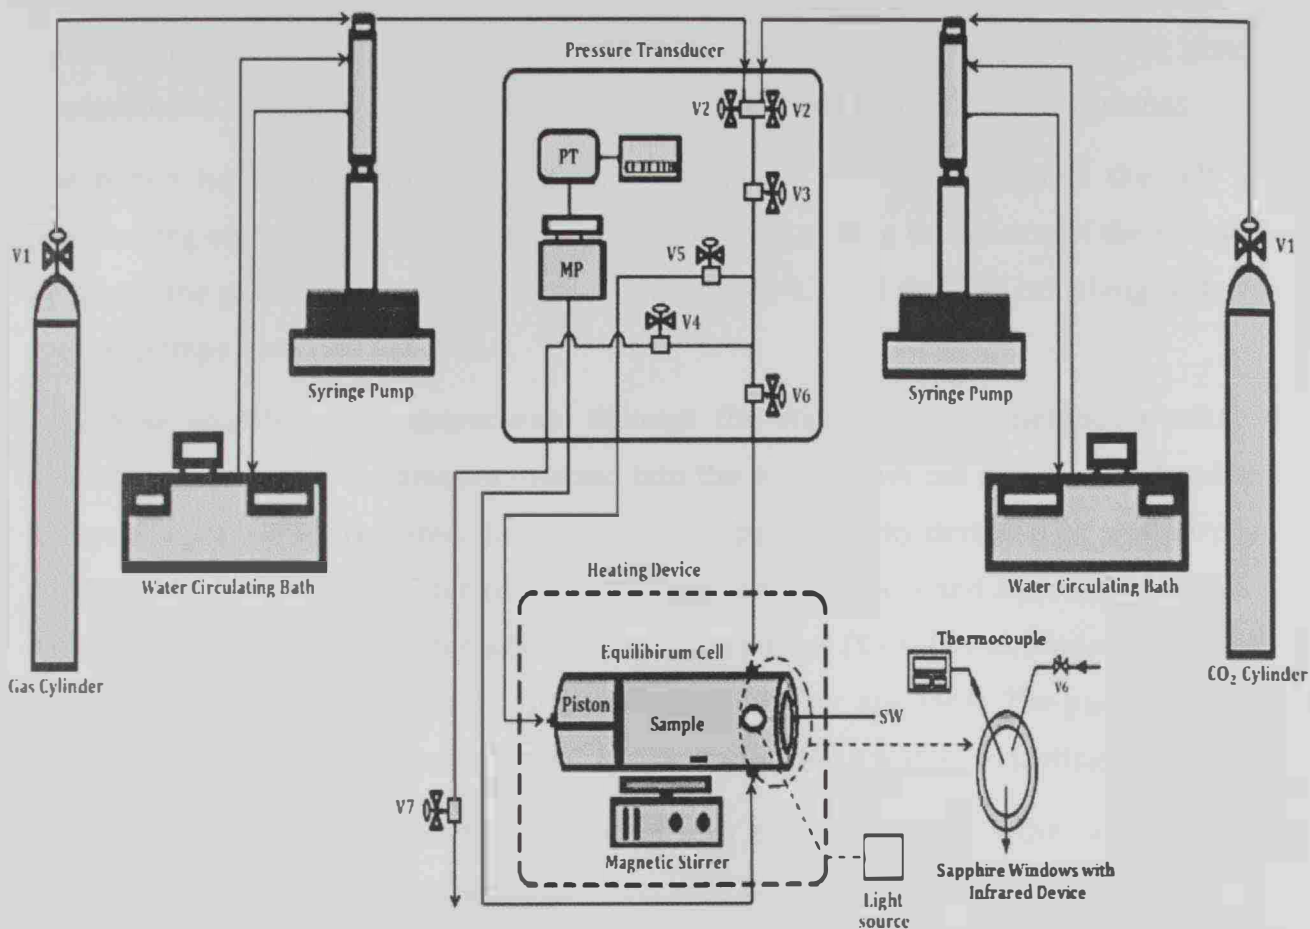 Pressure Transducer
V2
V2
PT
V3
V1
V5
V1
MP
V4
Syringe Pump
V6
Syringe Pump
Water Circulating Bath
Heating Device
Water Circulating Bath
Thermocouple
Gas Cylinder
Equilibirum Cell
V6
CO₂ Cylinder
Piston
Sample
SW
V7
Magnetic Stirrer
Sapphire Windows with
Infrared Device
Light
source